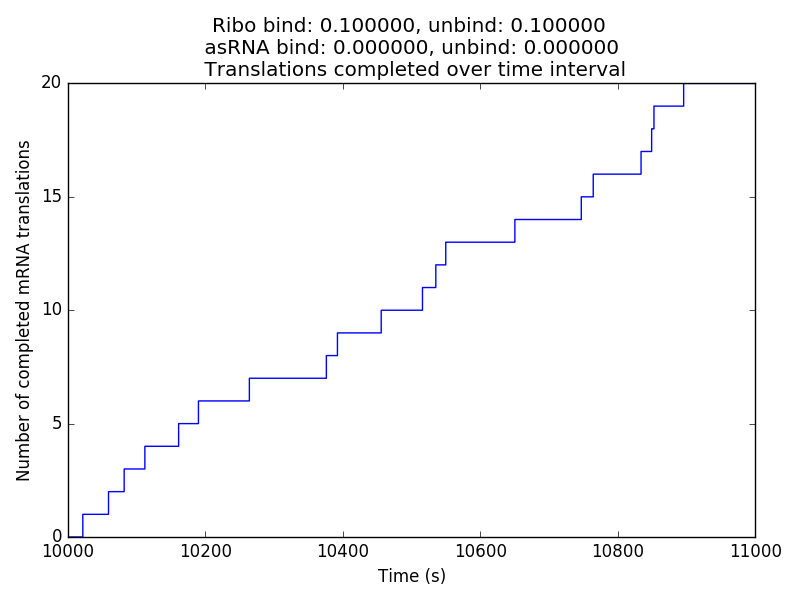 Ribo bind: 0.100000, unbind: 0.100000
asRNA bind: 0.000000, unbind: 0.000000
Translations completed over time interval
20
15
10
5
0
Number of completed mRNA translations
10000 10200 10400 10600 10800 11000
Time (s)